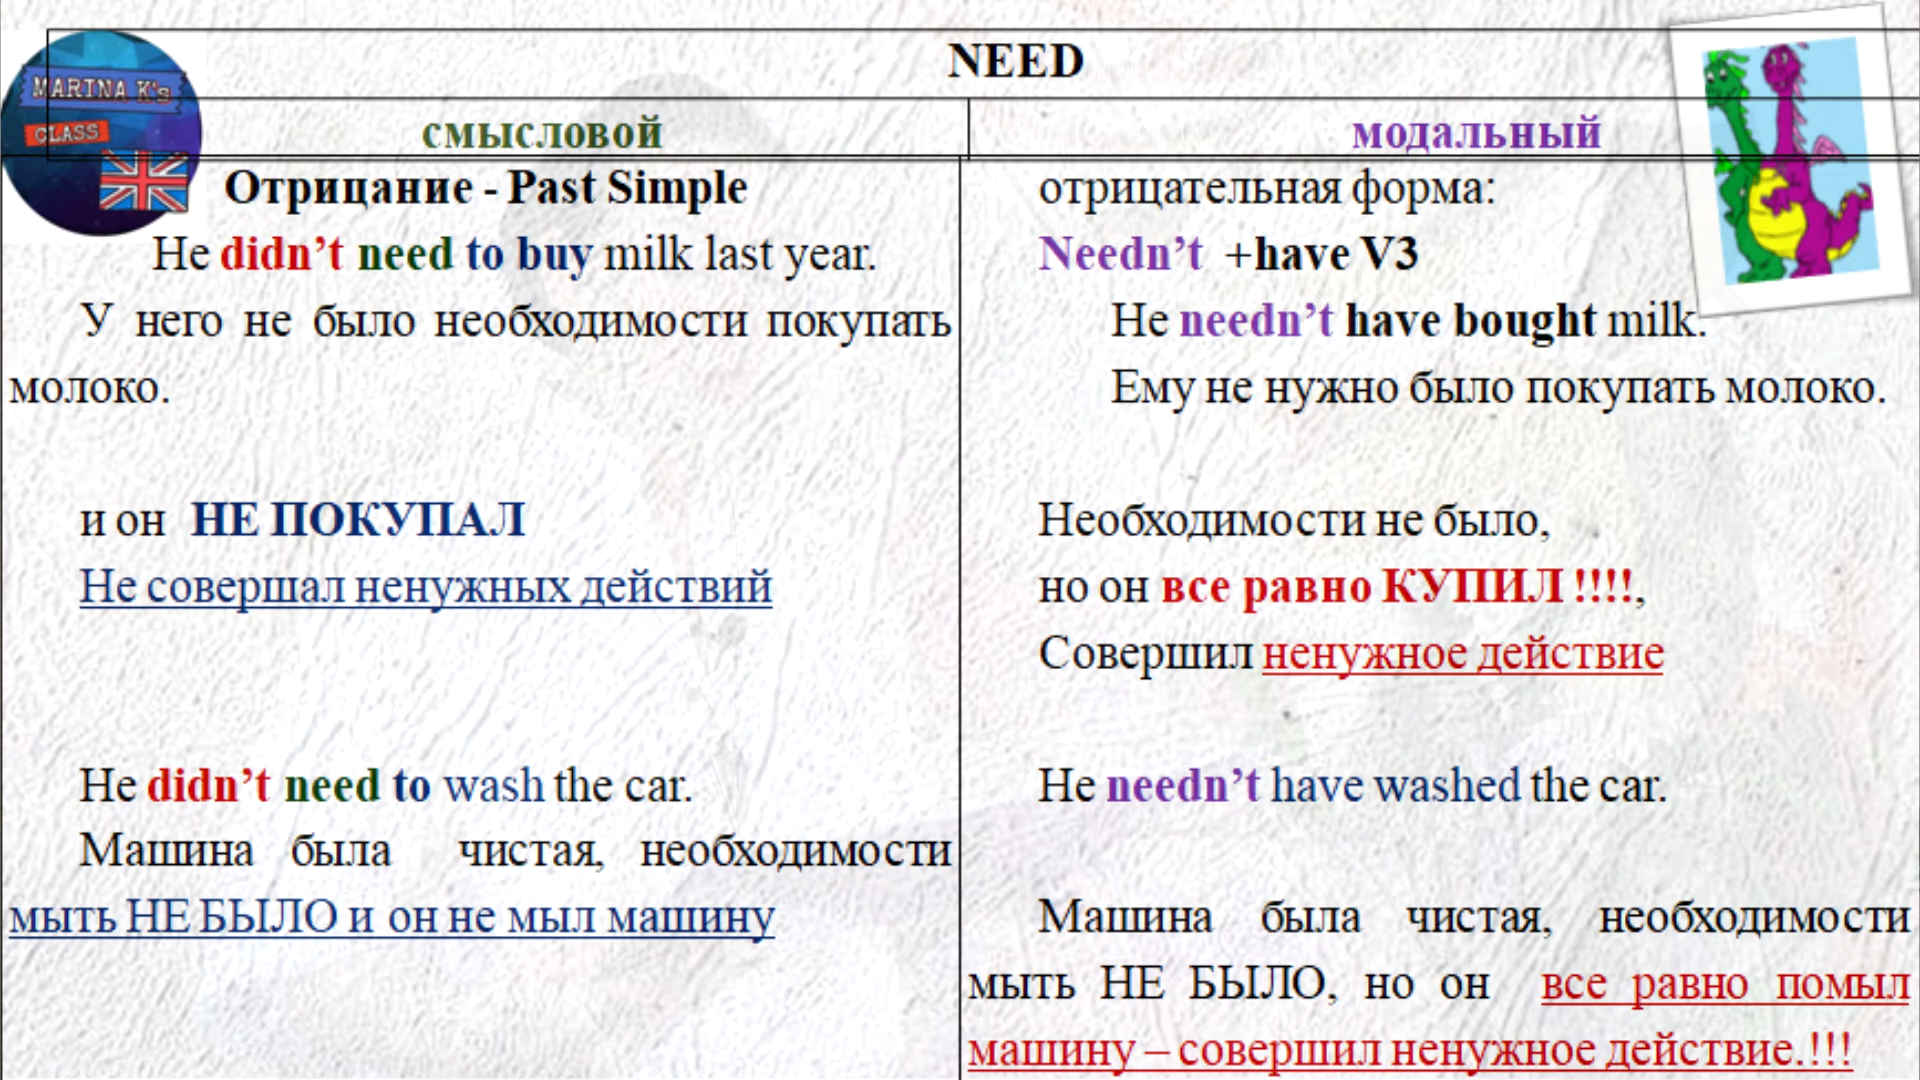 MARINA K's
CLASS
NEED
смысловой
модальный
Отрицание - Past Simple
He didn’t need to buy milk last year.
У него не было необходимости покупать
молоко.
и он НЕ ПОКУПАЛ
Не совершал ненужных действий
He didn’t need to wash the car.
Машина была чистая, необходимости
мыть НЕ БЫЛО и он не мыл машину
отрицательная форма:
Needn’t +have V3
He needn’t have bought milk.
Ему не нужно было покупать молоко.
Необходимости не было,
но он все равно КУПИЛ !!!!,
Совершил ненужное действие
He needn’t have washed the car.
Машина была чистая, необходимости
мыть НЕ БЫЛО, но он все равно помыл
машину – совершил ненужное действие.!!!